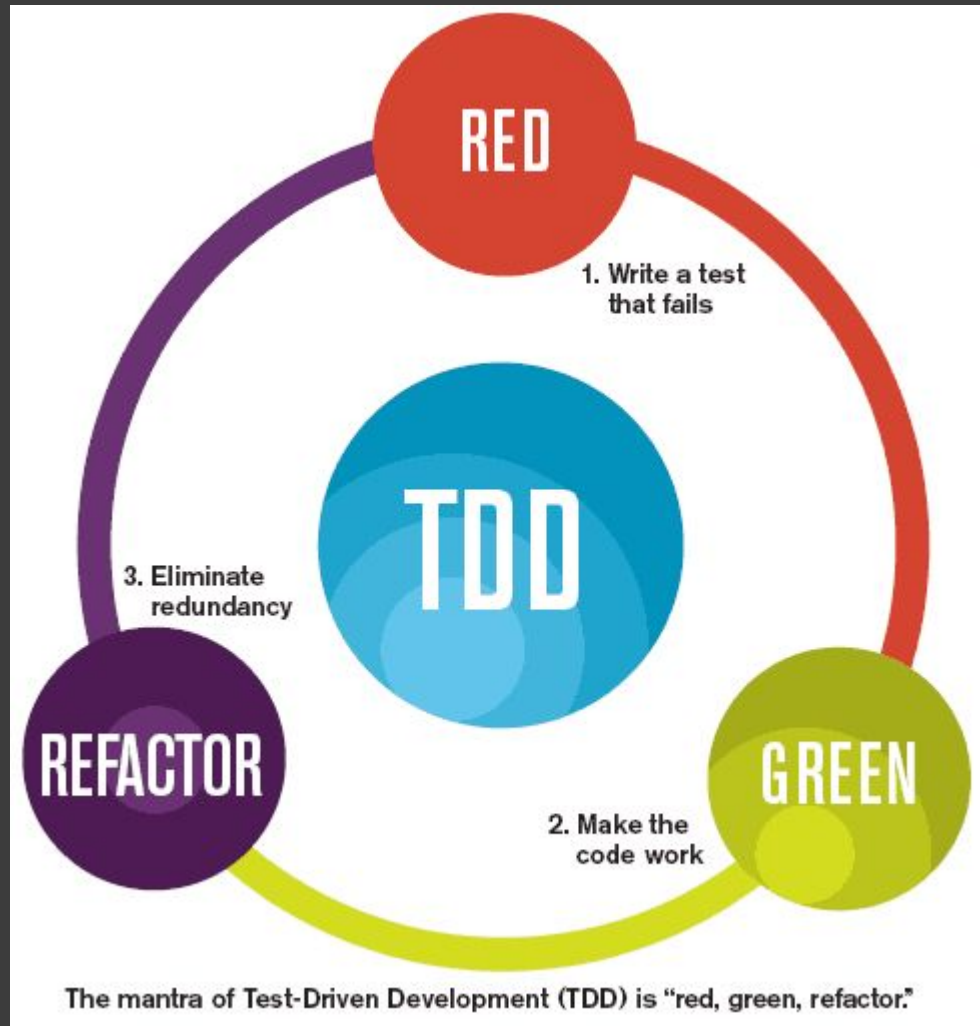 RED
1. Write a test
that fails
TDD
3. Eliminate
redundancy
REFACTOR
GREEN
2. Make the
code work
The mantra of Test-Driven Development (TDD) is “red, green, refactor.”